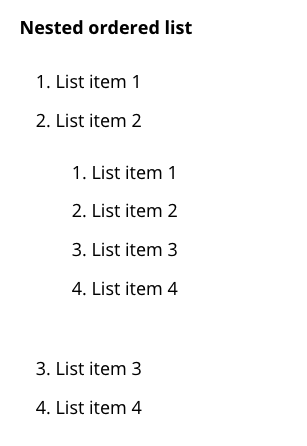 Nested ordered list
1. List item 1
2. List item 2
1. List item 1
2. List item 2
3. List item 3
4. List item 4
3. List item 3
4. List item 4